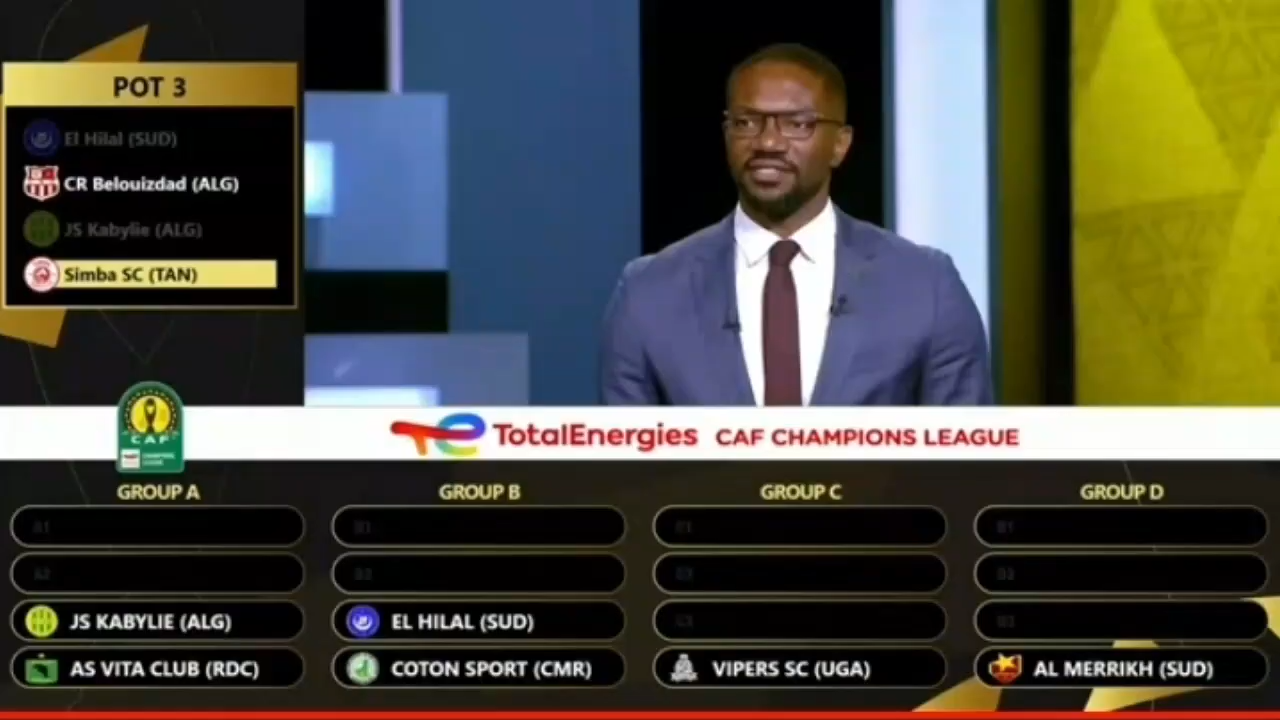 POT 3
El Hilal (SUD)
CR Belouizdad (ALG)
JS Kabylie (ALG)
Simba SC (TAN)
CAF
TotalEnergies CAF CHAMPIONS LEAGUE
GROUP A
GROUP B
GROUP C
GROUP D
JS KABYLIE (ALG)
EL HILAL (SUD)
AS VITA CLUB (RDC)
COTON SPORT (CMR)
VIPERS SC (UGA)
AL MERRIKH (SUD)